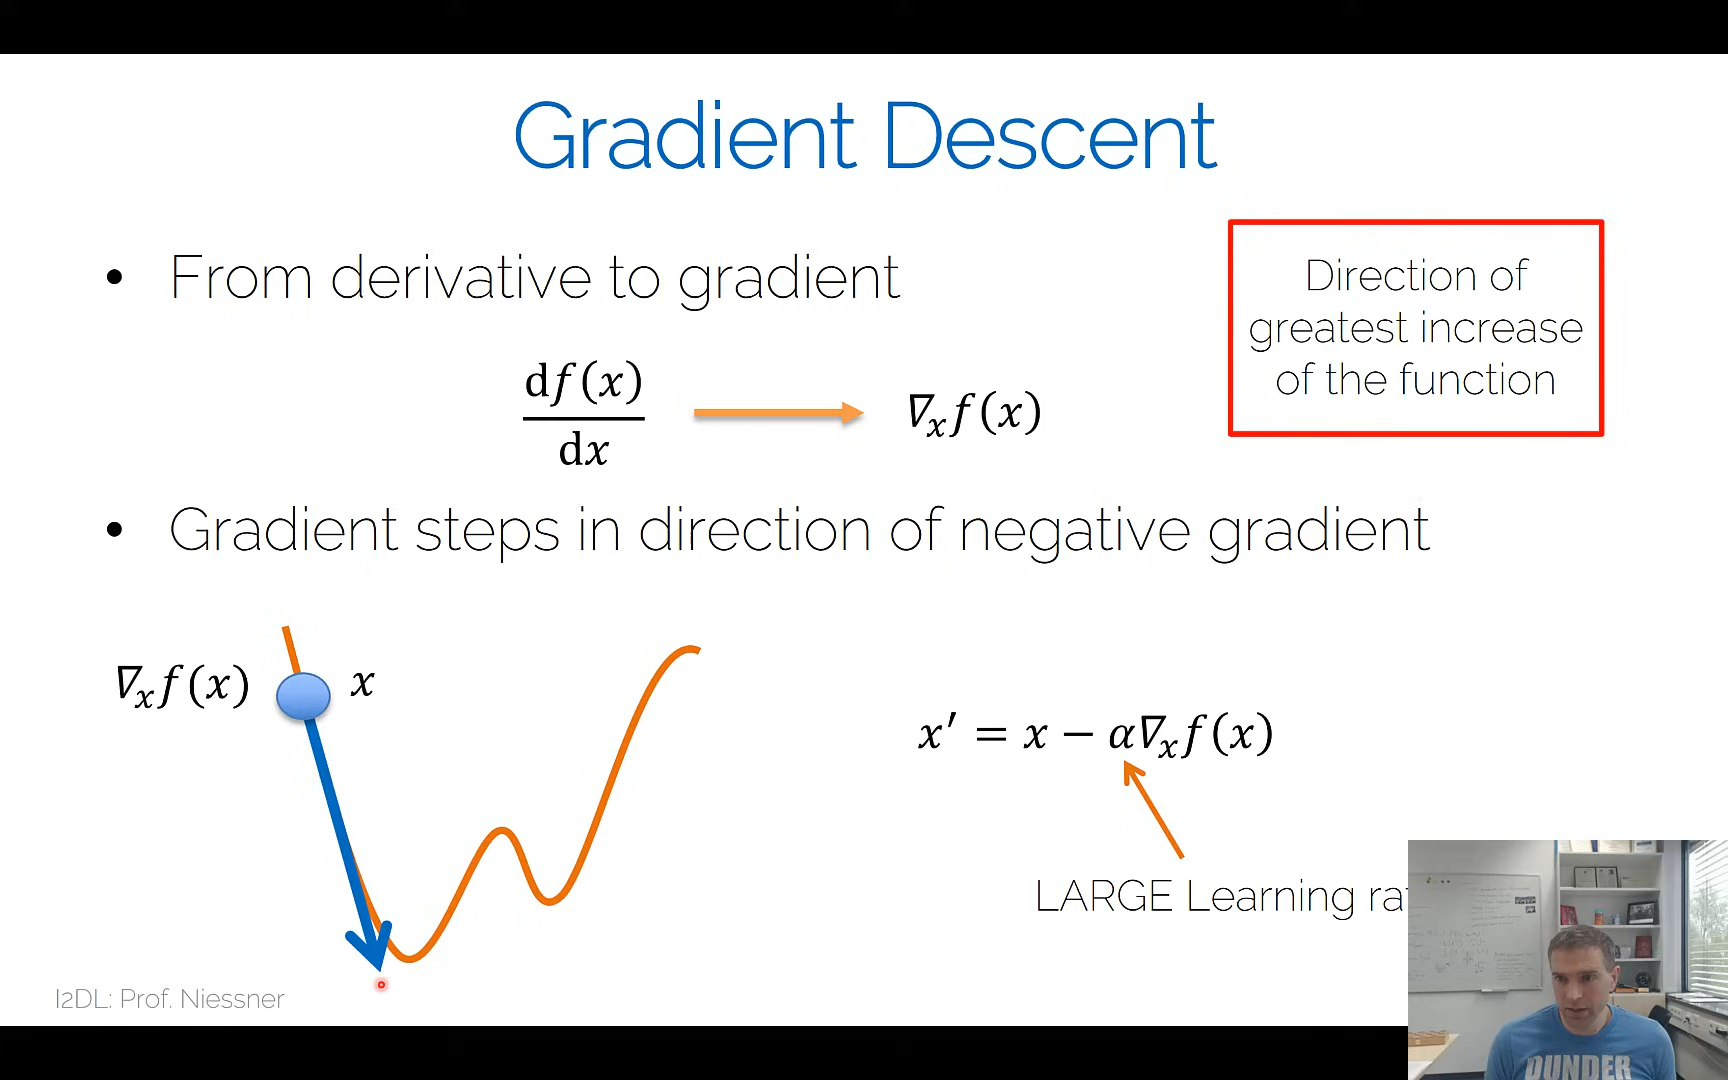 Gradient Descent
• From derivative to gradient
Direction of
greatest increase
of the function
df(x)
dx
∇ₓf(x)
• Gradient steps in direction of negative gradient
∇ₓf(x)
x
x′ = x − α∇ₓf(x)
LARGE Learning
I2DL: Prof. Niessner
DUNDER